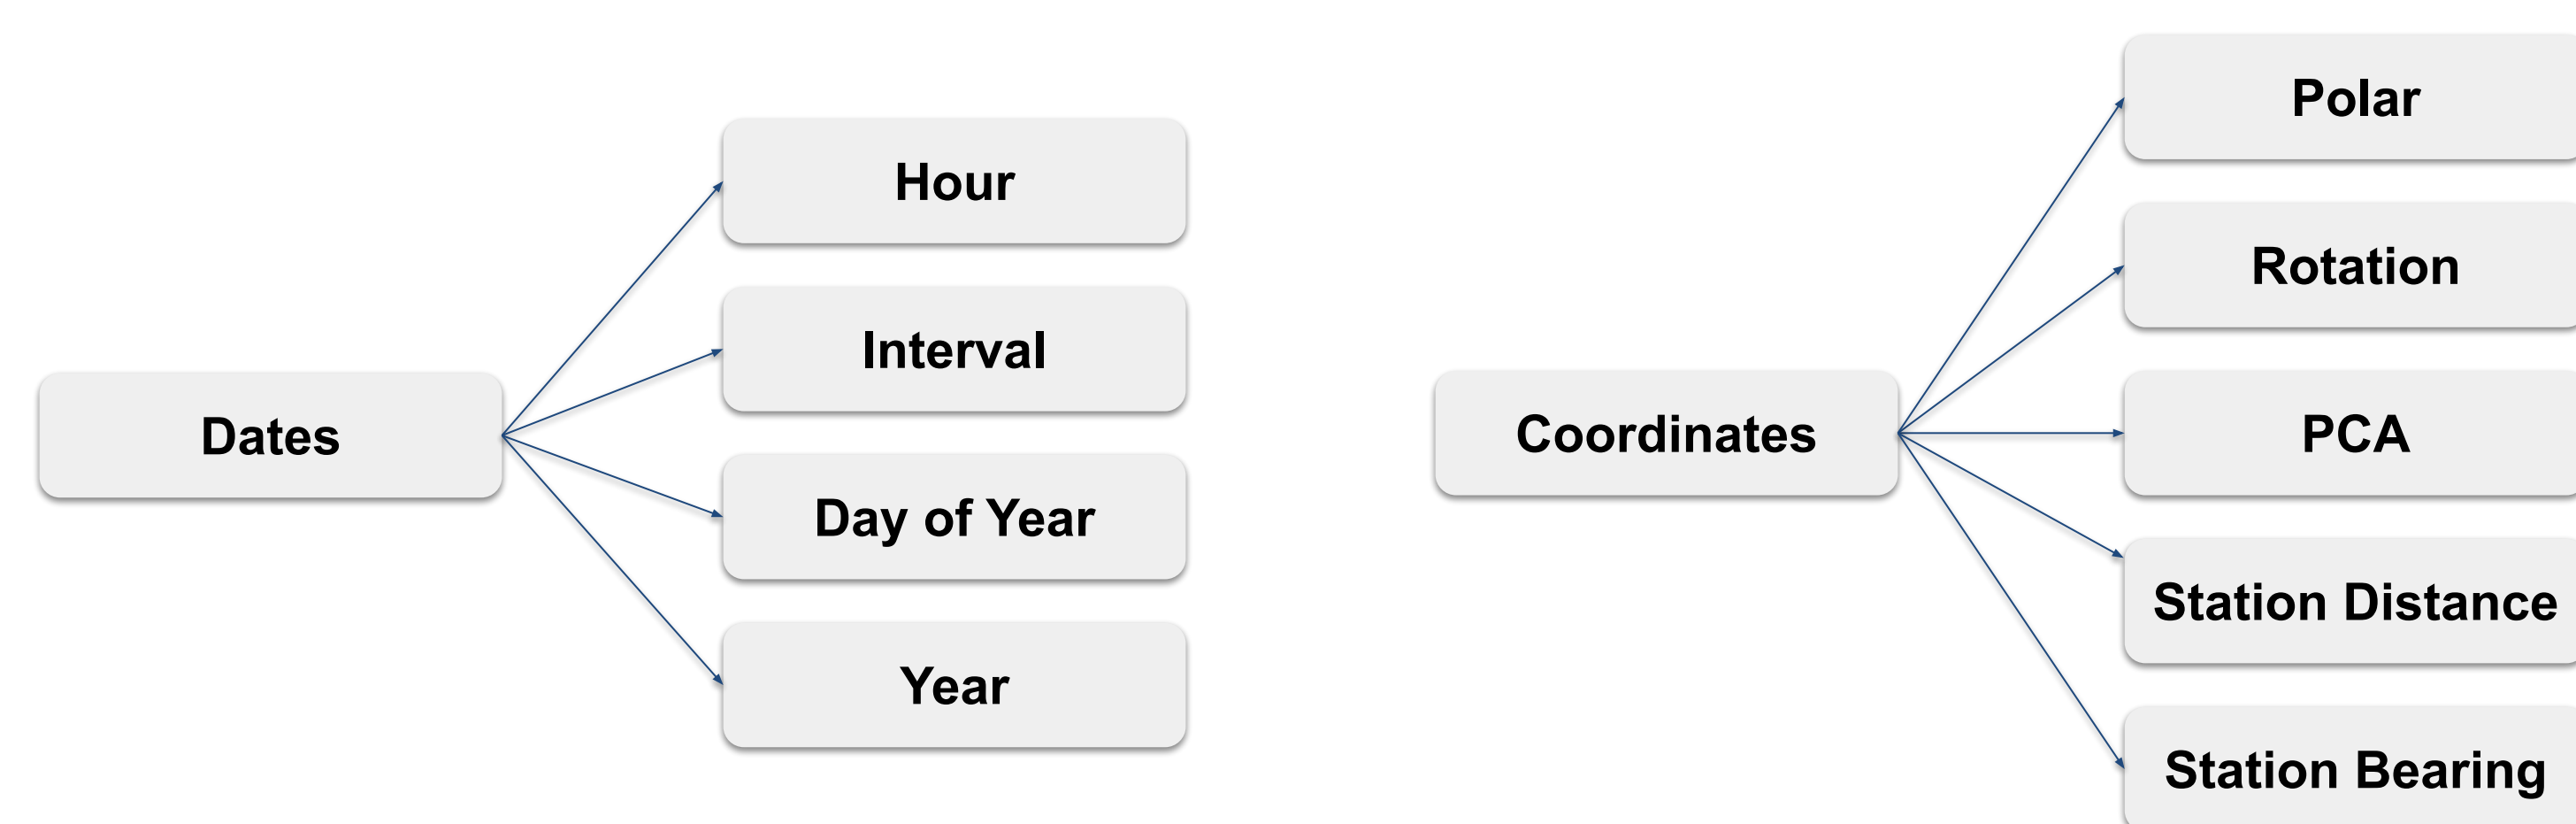 Dates
Hour
Interval
Day of Year
Year
Coordinates
Polar
Rotation
PCA
Station Distance
Station Bearing